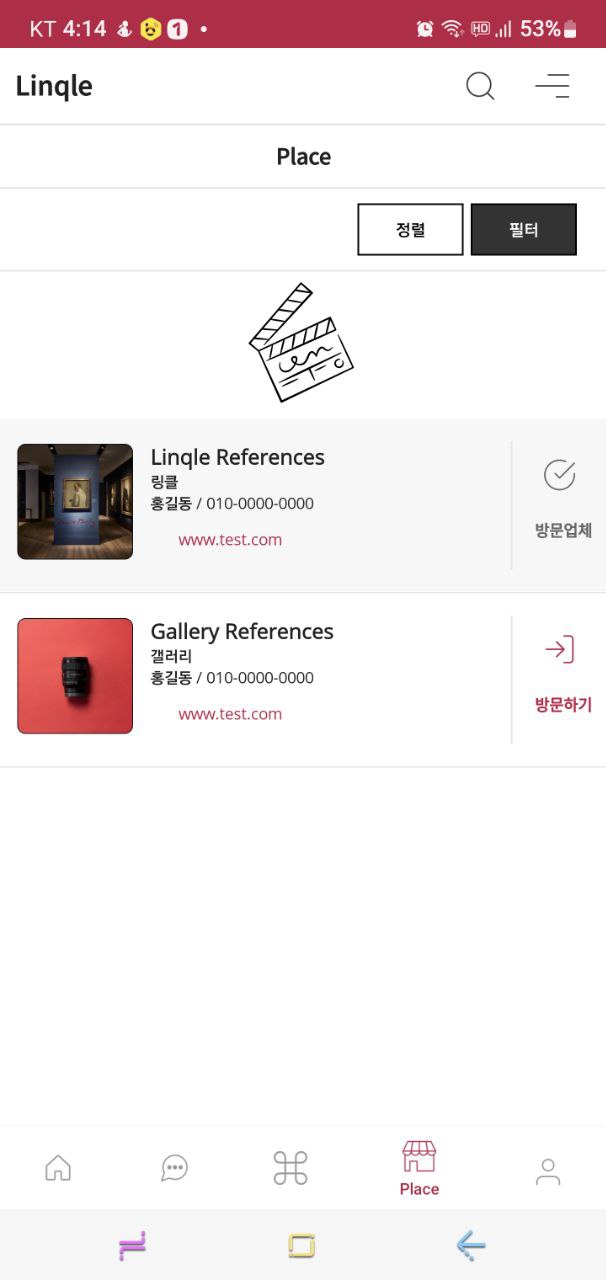 KT 4:14 1 HD 53%
Linqle
Place
정렬 필터
Linqle References
링클
홍길동 / 010-0000-0000
www.test.com
방문업체
Gallery References
갤러리
홍길동 / 010-0000-0000
www.test.com
방문하기
Place